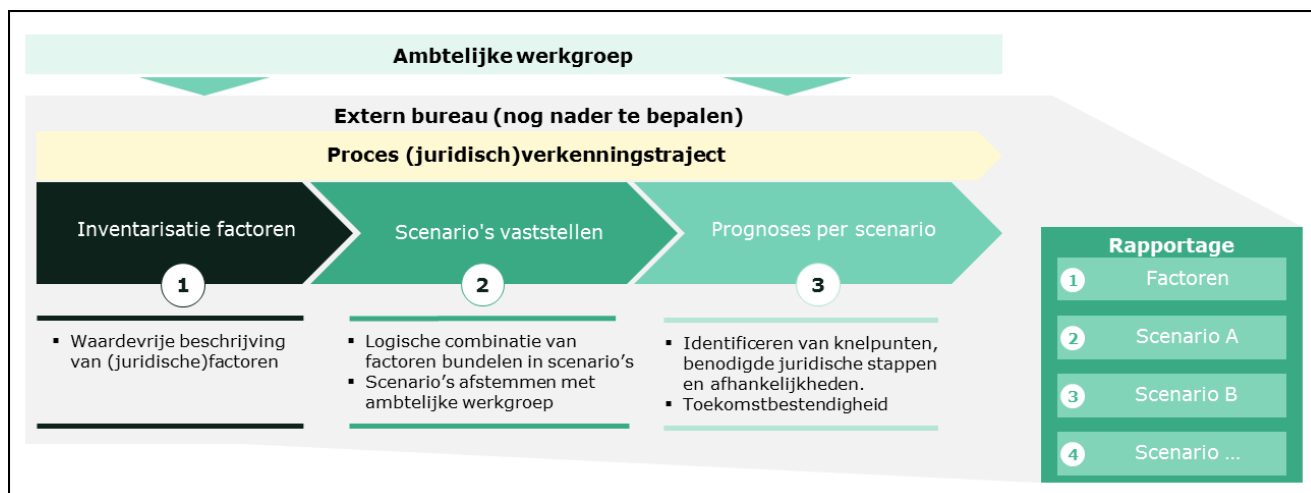 Ambtelijke werkgroep
Extern bureau (nog nader te bepalen)
Proces (juridisch)verkenningstraject
Inventarisatie factoren
1
Scenario's vaststellen
2
Prognoses per scenario
3
▪ Waardevrije beschrijving
van (juridische)factoren
▪ Logische combinatie van
factoren bundelen in scenario's
▪ Scenario's afstemmen met
ambtelijke werkgroep
▪ Identificeren van knelpunten,
benodigde juridische stappen
en afhankelijkheden.
▪ Toekomstbestendigheid
Rapportage
1 Factoren
2 Scenario A
3 Scenario B
4 Scenario ...